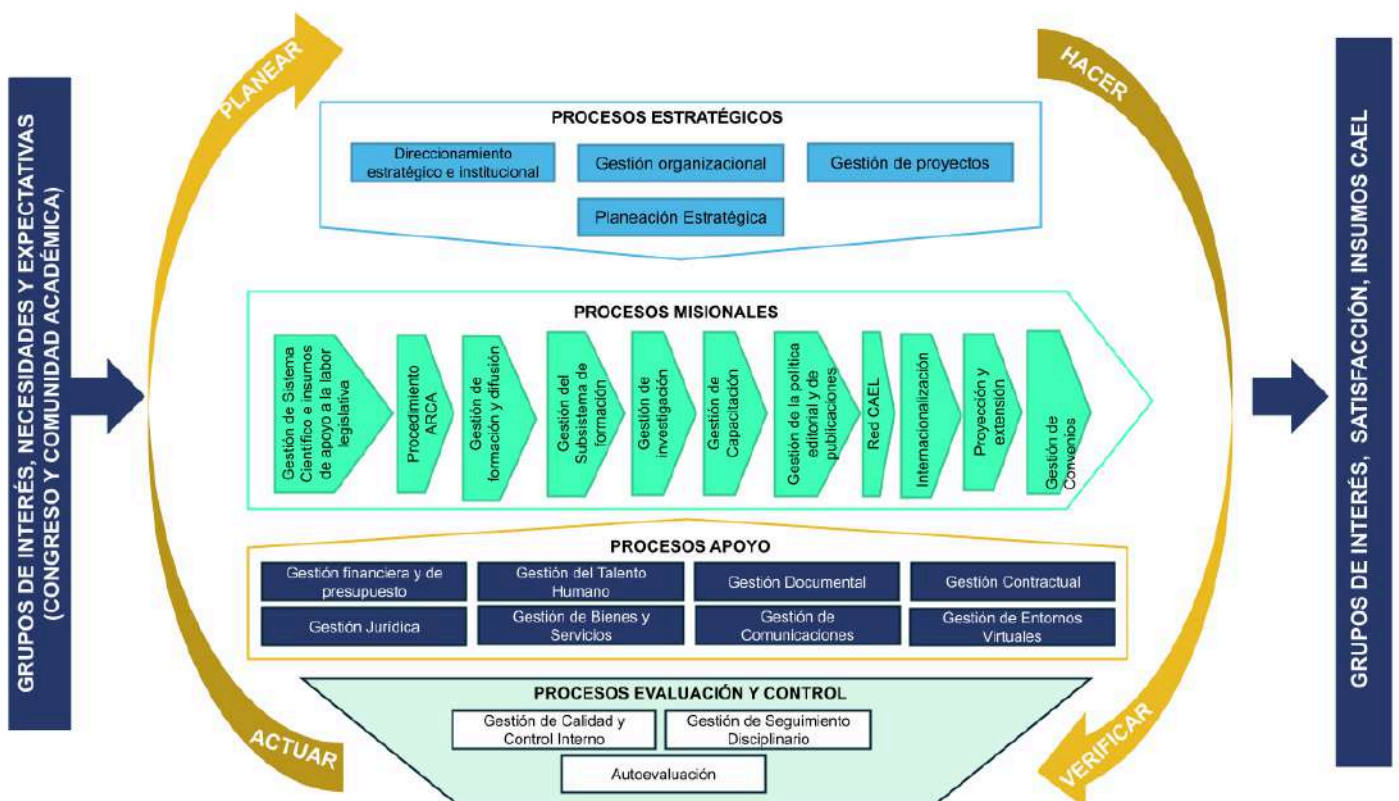 GRUPOS DE INTERÉS, NECESIDADES Y EXPECTATIVAS
(CONGRESO Y COMUNIDAD ACADÉMICA)
PLANEAR
HACER
PROCESOS ESTRATÉGICOS
Direccionamiento
estratégico e institucional
Gestión organizacional
Gestión de proyectos
Planeación Estratégica
PROCESOS MISIONALES
Gestión de Sistema
Científico e insumos
de apoyo a la labor
legislativa
Procedimiento
ARCA
Gestión de
formación y difusión
Gestión del
Subsistema de
formación
Gestión de
investigación
Gestión de
Capacitación
Gestión de la política
editorial y de
publicaciones
Red CAEL
Internacionalización
Proyección y
extensión
Gestión de
Convenios
PROCESOS APOYO
Gestión financiera y de
presupuesto
Gestión del Talento
Humano
Gestión Documental
Gestión Contractual
Gestión Jurídica
Gestión de Bienes y
Servicios
Gestión de
Comunicaciones
Gestión de Entornos
Virtuales
PROCESOS EVALUACIÓN Y CONTROL
Gestión de Calidad y
Control Interno
Gestión de Seguimiento
Disciplinario
Autoevaluación
ACTUAR
VERIFICAR
GRUPOS DE INTERÉS, SATISFACCIÓN, INSUMOS CAEL